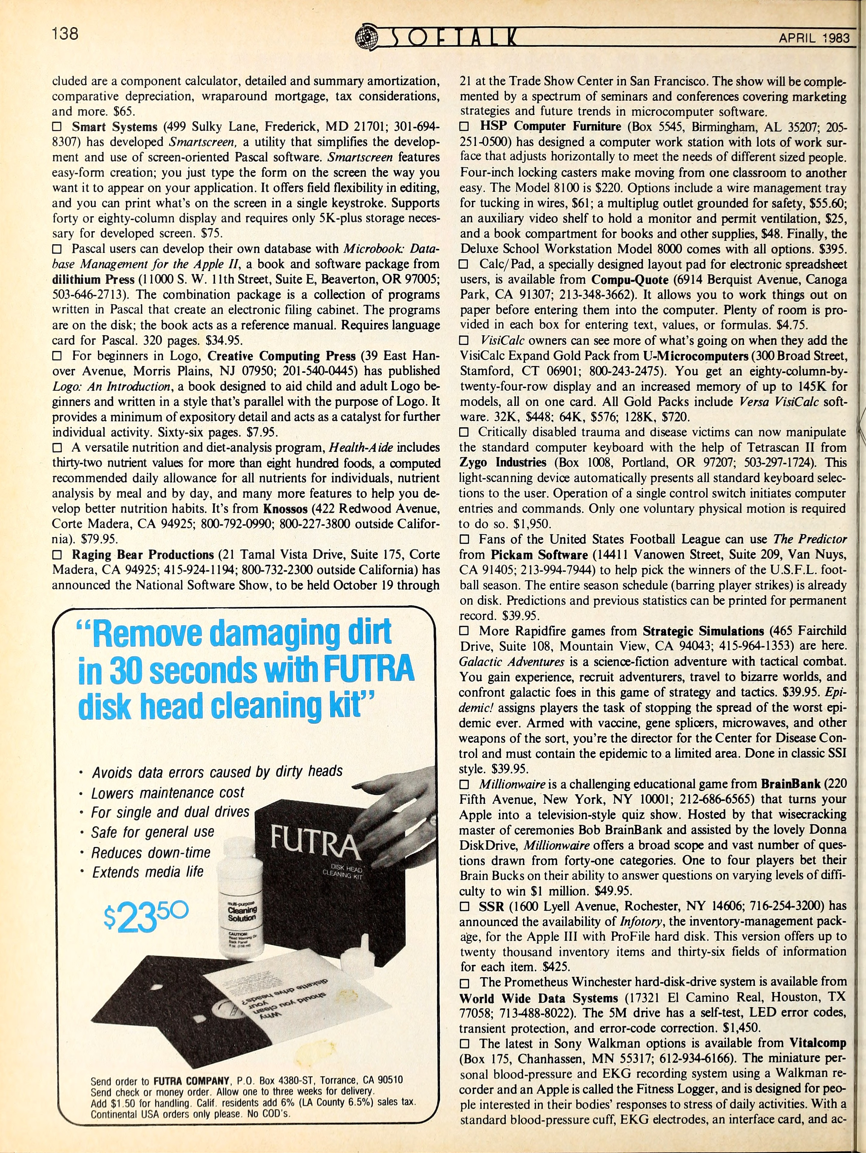 138
SOFTALK
APRIL 1983
cluded are a component calculator, detailed and summary amortization,
comparative depreciation, wraparound mortgage, tax considerations,
and more. $65.
□ Smart Systems (499 Sulky Lane, Frederick, MD 21701; 301-694-
8307) has developed Smartscreen, a utility that simplifies the develop-
ment and use of screen-oriented Pascal software. Smartscreen features
easy-form creation; you just type the form on the screen the way you
want it to appear on your application. It offers field flexibility in editing,
and you can print what's on the screen in a single keystroke. Supports
forty or eighty-column display and requires only 5K-plus storage neces-
sary for developed screen. $75.
□ Pascal users can develop their own database with Microbook: Data-
base Management for the Apple II, a book and software package from
dilithium Press (11000 S. W. 11th Street, Suite E, Beaverton, OR 97005;
503-646-2713). The combination package is a collection of programs
written in Pascal that create an electronic filing cabinet. The programs
are on the disk; the book acts as a reference manual. Requires language
card for Pascal. 320 pages. $34.95.
□ For beginners in Logo, Creative Computing Press (39 East Han-
over Avenue, Morris Plains, NJ 07950; 201-540-0445) has published
Logo: An Introduction, a book designed to aid child and adult Logo be-
ginners and written in a style that's parallel with the purpose of Logo. It
provides a minimum of expository detail and acts as a catalyst for further
individual activity. Sixty-six pages. $7.95.
□ A versatile nutrition and diet-analysis program, Health-Aide includes
thirty-two nutrient values for more than eight hundred foods, a computed
recommended daily allowance for all nutrients for individuals, nutrient
analysis by meal and by day, and many more features to help you de-
velop better nutrition habits. It's from Knossos (422 Redwood Avenue,
Corte Madera, CA 94925; 800-792-0990; 800-227-3800 outside Califor-
nia). $79.95.
□ Raging Bear Productions (21 Tamal Vista Drive, Suite 175, Corte
Madera, CA 94925; 415-924-1194; 800-732-2300 outside California) has
announced the National Software Show, to be held October 19 through
"Remove damaging dirt
in 30 seconds with FUTRA
disk head cleaning kit"
· Avoids data errors caused by dirty heads
· Lowers maintenance cost
· For single and dual drives
· Safe for general use
· Reduces down-time
· Extends media life
$2350
FUTRA
DISK HEAD
CLEANING KIT
multi-purpose
Cleaning
Solution
CAUTION:
Why
should you clean
your
diskette drive heads?
Send order to FUTRA COMPANY, P.O. Box 4380-ST, Torrance, CA 90510
Send check or money order. Allow one to three weeks for delivery.
Add $1.50 for handling. Calif. residents add 6% (LA County 6.5%) sales tax.
Continental USA orders only please. No COD's.
21 at the Trade Show Center in San Francisco. The show will be comple-
mented by a spectrum of seminars and conferences covering marketing
strategies and future trends in microcomputer software.
□ HSP Computer Furniture (Box 5545, Birmingham, AL 35207; 205-
251-0500) has designed a computer work station with lots of work sur-
face that adjusts horizontally to meet the needs of different sized people.
Four-inch locking casters make moving from one classroom to another
easy. The Model 8100 is $220. Options include a wire management tray
for tucking in wires, $61; a multiplug outlet grounded for safety, $55.60;
an auxiliary video shelf to hold a monitor and permit ventilation, $25,
and a book compartment for books and other supplies, $48. Finally, the
Deluxe School Workstation Model 8000 comes with all options. $395.
□ Calc/Pad, a specially designed layout pad for electronic spreadsheet
users, is available from Compu-Quote (6914 Berquist Avenue, Canoga
Park, CA 91307; 213-348-3662). It allows you to work things out on
paper before entering them into the computer. Plenty of room is pro-
vided in each box for entering text, values, or formulas. $4.75.
□ VisiCalc owners can see more of what's going on when they add the
VisiCalc Expand Gold Pack from U-Microcomputers (300 Broad Street,
Stamford, CT 06901; 800-243-2475). You get an eighty-column-by-
twenty-four-row display and an increased memory of up to 145K for
models, all on one card. All Gold Packs include Versa VisiCalc soft-
ware. 32K, $448; 64K, $576; 128K, $720.
□ Critically disabled trauma and disease victims can now manipulate
the standard computer keyboard with the help of Tetrascan II from
Zygo Industries (Box 1008, Portland, OR 97207; 503-297-1724). This
light-scanning device automatically presents all standard keyboard selec-
tions to the user. Operation of a single control switch initiates computer
entries and commands. Only one voluntary physical motion is required
to do so. $1,950.
□ Fans of the United States Football League can use The Predictor
from Pickam Software (14411 Vanowen Street, Suite 209, Van Nuys,
CA 91405; 213-994-7944) to help pick the winners of the U.S.F.L. foot-
ball season. The entire season schedule (barring player strikes) is already
on disk. Predictions and previous statistics can be printed for permanent
record. $39.95.
□ More Rapidfire games from Strategic Simulations (465 Fairchild
Drive, Suite 108, Mountain View, CA 94043; 415-964-1353) are here.
Galactic Adventures is a science-fiction adventure with tactical combat.
You gain experience, recruit adventurers, travel to bizarre worlds, and
confront galactic foes in this game of strategy and tactics. $39.95. Epi-
demic! assigns players the task of stopping the spread of the worst epi-
demic ever. Armed with vaccine, gene splicers, microwaves, and other
weapons of the sort, you're the director for the Center for Disease Con-
trol and must contain the epidemic to a limited area. Done in classic SSI
style. $39.95.
□ Millionwaire is a challenging educational game from BrainBank (220
Fifth Avenue, New York, NY 10001; 212-686-6565) that turns your
Apple into a television-style quiz show. Hosted by that wisecracking
master of ceremonies Bob BrainBank and assisted by the lovely Donna
DiskDrive, Millionwaire offers a broad scope and vast number of ques-
tions drawn from forty-one categories. One to four players bet their
Brain Bucks on their ability to answer questions on varying levels of diffi-
culty to win $1 million. $49.95.
□ SSR (1600 Lyell Avenue, Rochester, NY 14606; 716-254-3200) has
announced the availability of Infotory, the inventory-management pack-
age, for the Apple III with ProFile hard disk. This version offers up to
twenty thousand inventory items and thirty-six fields of information
for each item. $425.
□ The Prometheus Winchester hard-disk-drive system is available from
World Wide Data Systems (17321 El Camino Real, Houston, TX
77058; 713-488-8022). The 5M drive has a self-test, LED error codes,
transient protection, and error-code correction. $1,450.
□ The latest in Sony Walkman options is available from Vitalcomp
(Box 175, Chanhassen, MN 55317; 612-934-6166). The miniature per-
sonal blood-pressure and EKG recording system using a Walkman re-
corder and an Apple is called the Fitness Logger, and is designed for peo-
ple interested in their bodies' responses to stress of daily activities. With a
standard blood-pressure cuff, EKG electrodes, an interface card, and ac-